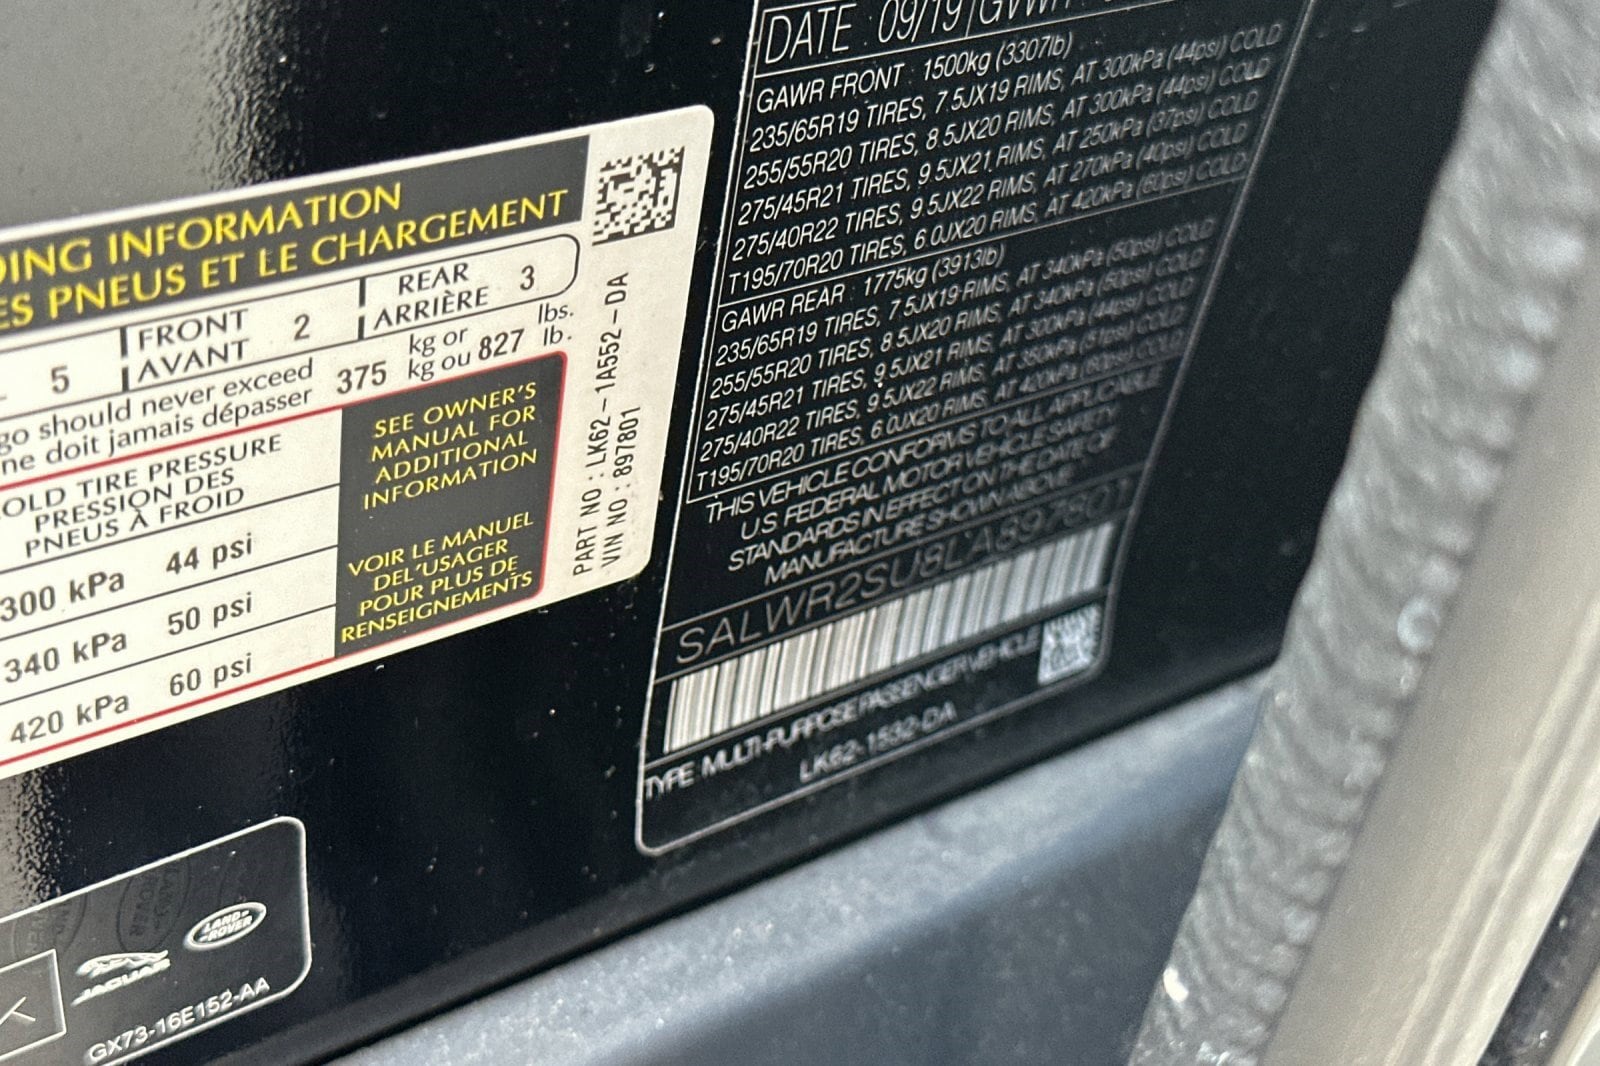 DING INFORMATION
ES PNEUS ET LE CHARGEMENT
5
FRONT
AVANT 2
REAR
ARRIÈRE 3
go should never exceed 375 kg or 827 lbs.
ne doit jamais dépasser kg ou lb.
OLD TIRE PRESSURE
PRESSION DES
PNEUS À FROID
300 kPa 44 psi
340 kPa 50 psi
420 kPa 60 psi
SEE OWNER'S
MANUAL FOR
ADDITIONAL
INFORMATION
VOIR LE MANUEL
DEL'USAGER
POUR PLUS DE
RENSEIGNEMENTS
PART NO : LK62-1A552-DA
VIN NO : 897801
DATE : 09/19 GVWR
GAWR FRONT : 1500kg (3307lb)
235/65R19 TIRES, 7.5JX19 RIMS, AT 300kPa (44psi) COLD
255/55R20 TIRES, 8.5JX20 RIMS, AT 300kPa (44psi) COLD
275/45R21 TIRES, 9.5JX21 RIMS, AT 250kPa (37psi) COLD
275/40R22 TIRES, 9.5JX22 RIMS, AT 270kPa (40psi) COLD
T195/70R20 TIRES, 6.0JX20 RIMS, AT 420kPa (60psi) COLD
GAWR REAR : 1775kg (3913lb)
235/65R19 TIRES, 7.5JX19 RIMS, AT 340kPa (50psi) COLD
255/55R20 TIRES, 8.5JX20 RIMS, AT 340kPa (50psi) COLD
275/45R21 TIRES, 9.5JX21 RIMS, AT 300kPa (44psi) COLD
275/40R22 TIRES, 9.5JX22 RIMS, AT 350kPa (51psi) COLD
T195/70R20 TIRES, 6.0JX20 RIMS, AT 420kPa (60psi) COLD
THIS VEHICLE CONFORMS TO ALL APPLICABLE
U.S. FEDERAL MOTOR VEHICLE SAFETY
STANDARDS IN EFFECT ON THE DATE OF
MANUFACTURE SHOWN ABOVE
SALWR2SU8LA897801
TYPE: MULTI-PURPOSE PASSENGER VEHICLE
LK62-1532-DA
LAND-
ROVER
JAGUAR
GX73-16E152-AA